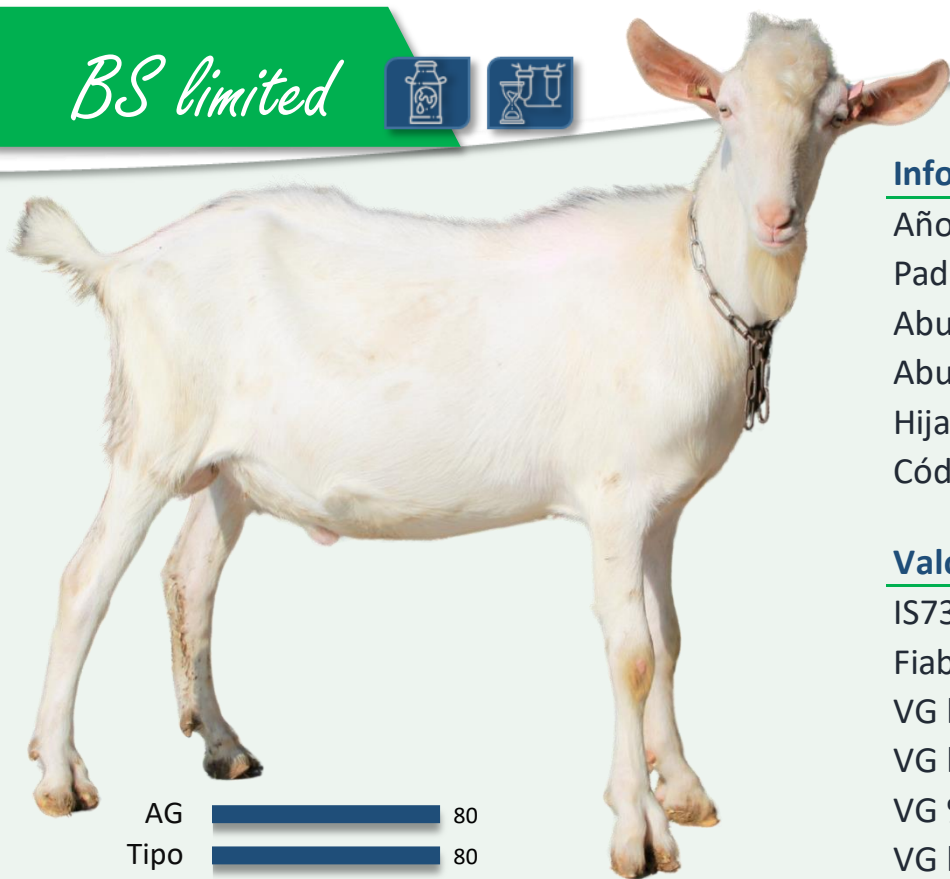 BS limited
Info
Año
Pad
Abu
Abu
Hija
Cód
Valo
IS73
Fiab
VG
VG
VG
VG
AG 80
Tipo 80